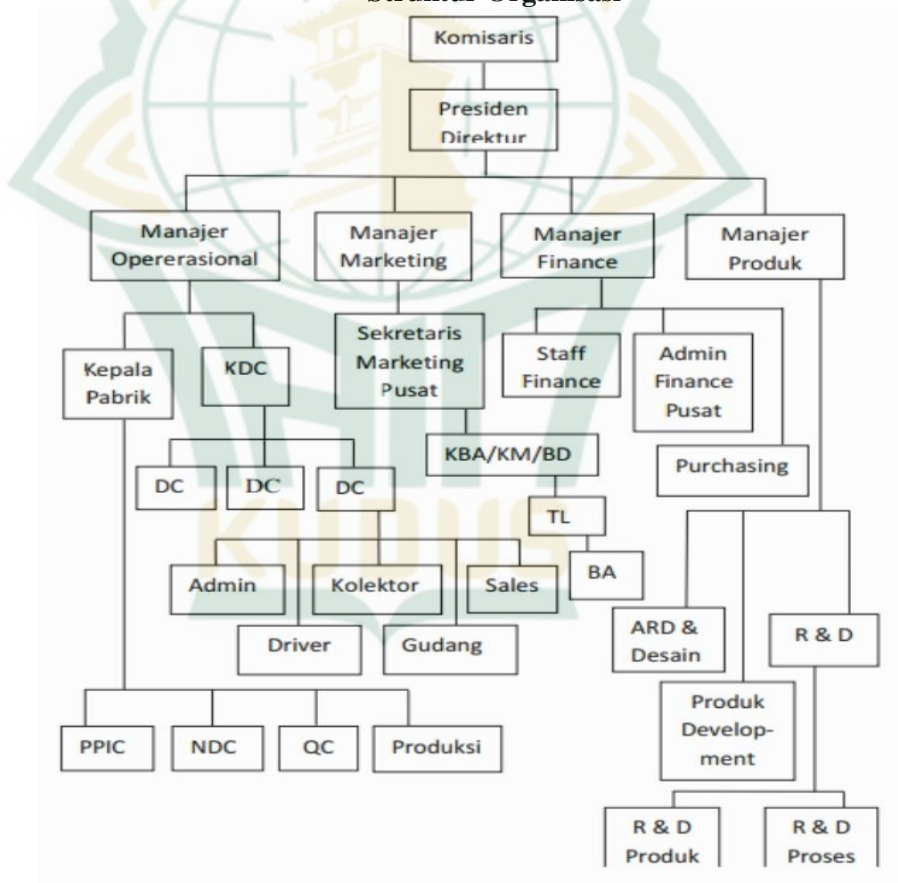 Struktur Organisasi
Komisaris
Presiden
Direktur
Manajer
Opererasional
Manajer
Marketing
Manajer
Finance
Manajer
Produk
Kepala
Pabrik
KDC
Sekretaris
Marketing
Pusat
Staff
Finance
Admin
Finance
Pusat
KBA/KM/BD
Purchasing
DC
DC
DC
TL
BA
Admin
Kolektor
Sales
Driver
Gudang
ARD &
Desain
R & D
Produk
Develop-
ment
PPIC
NDC
QC
Produksi
R & D
Produk
R & D
Proses
KUDUS